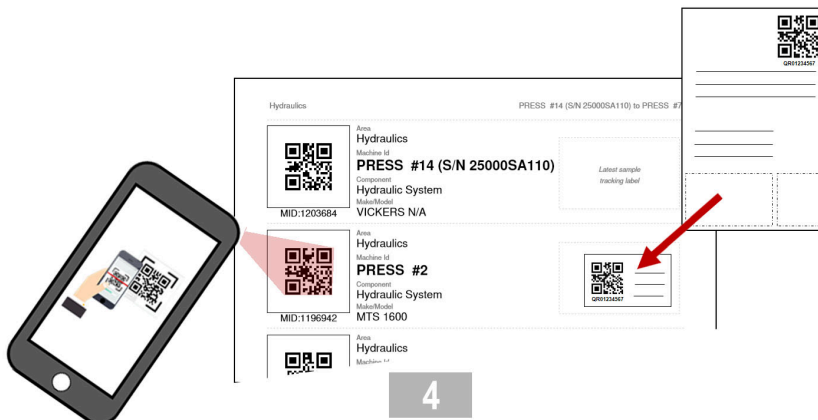 QR01234567
Hydraulics
PRESS #14 (S/N 25000SA110) to PRESS #7
Area
Hydraulics
Machine Id
PRESS #14 (S/N 25000SA110)
Component
Hydraulic System
Make/Model
VICKERS N/A
MID:1203684
Latest sample
tracking label
Area
Hydraulics
Machine Id
PRESS #2
Component
Hydraulic System
Make/Model
MTS 1600
MID:1196942
QR01234567
Area
Hydraulics
Machine Id
4